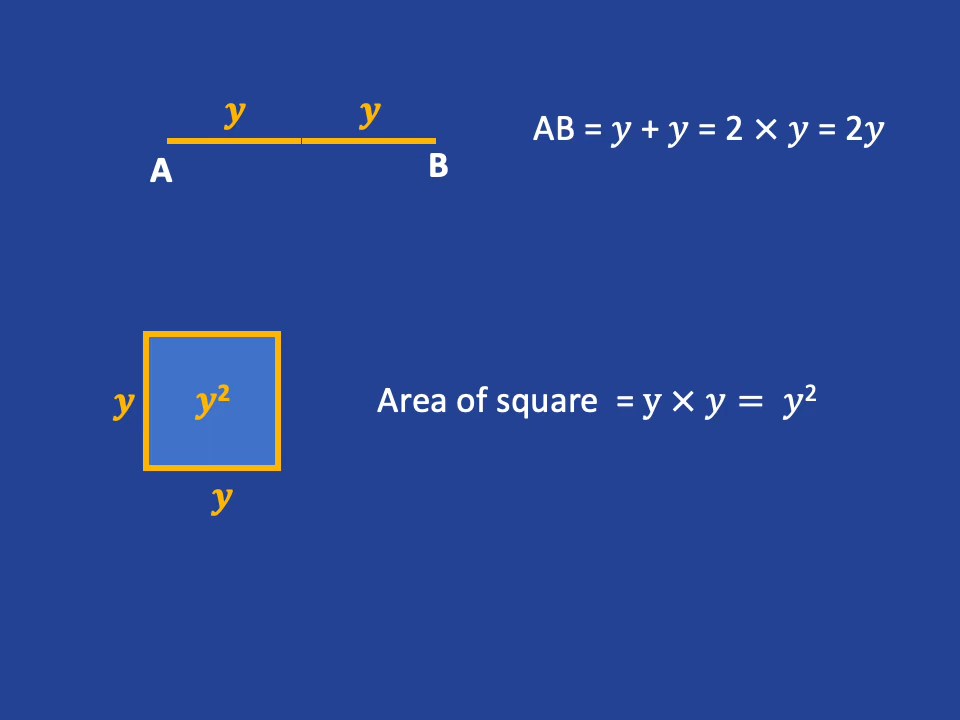 y y
A B
AB = y + y = 2 × y = 2y
y
y²
y
Area of square = y × y = y²